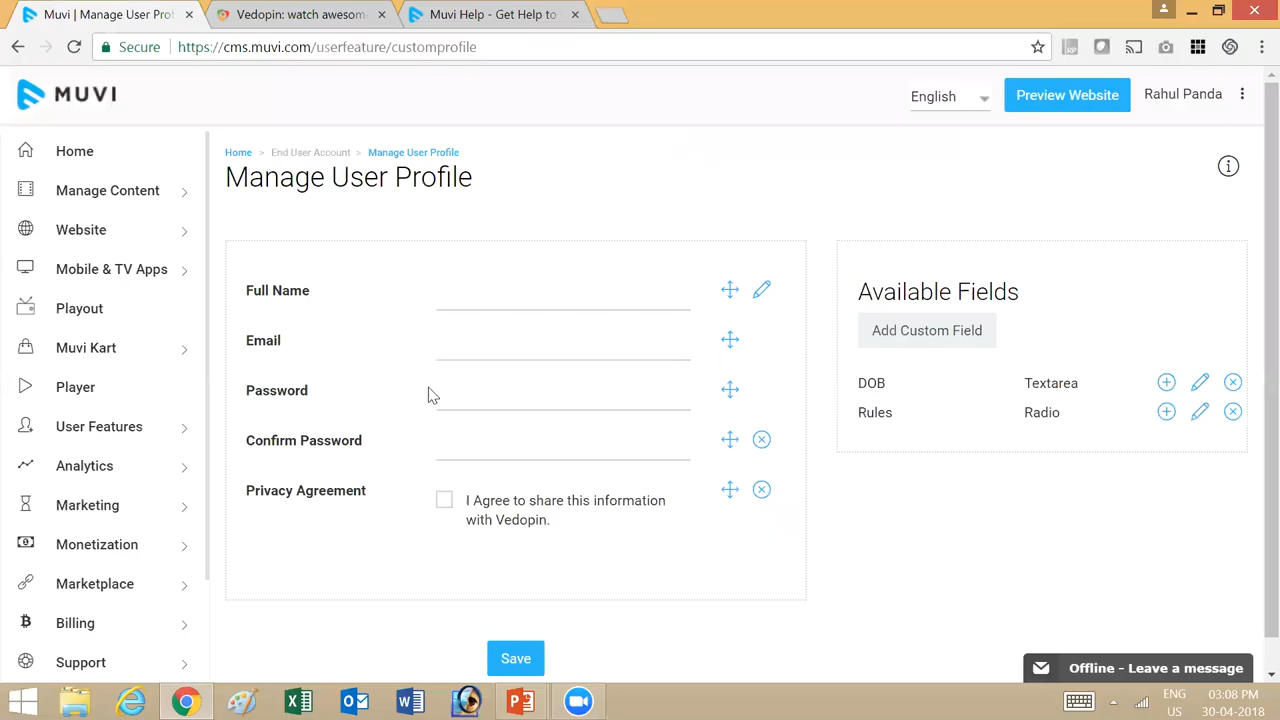 Muvi | Manage User Prof
Vedopin: watch awesom
Muvi Help - Get Help to
Secure
https://cms.muvi.com/userfeature/customprofile
MUVI
English
Preview Website
Rahul Panda
Home
Manage Content
Website
Mobile & TV Apps
Playout
Muvi Kart
Player
User Features
Analytics
Marketing
Monetization
Marketplace
Billing
Support
Home > End User Account > Manage User Profile
Manage User Profile
Full Name
Email
Password
Confirm Password
Privacy Agreement
I Agree to share this information
with Vedopin.
Save
Available Fields
Add Custom Field
DOB Textarea
Rules Radio
Offline - Leave a message
ENG
US
03:08 PM
30-04-2018